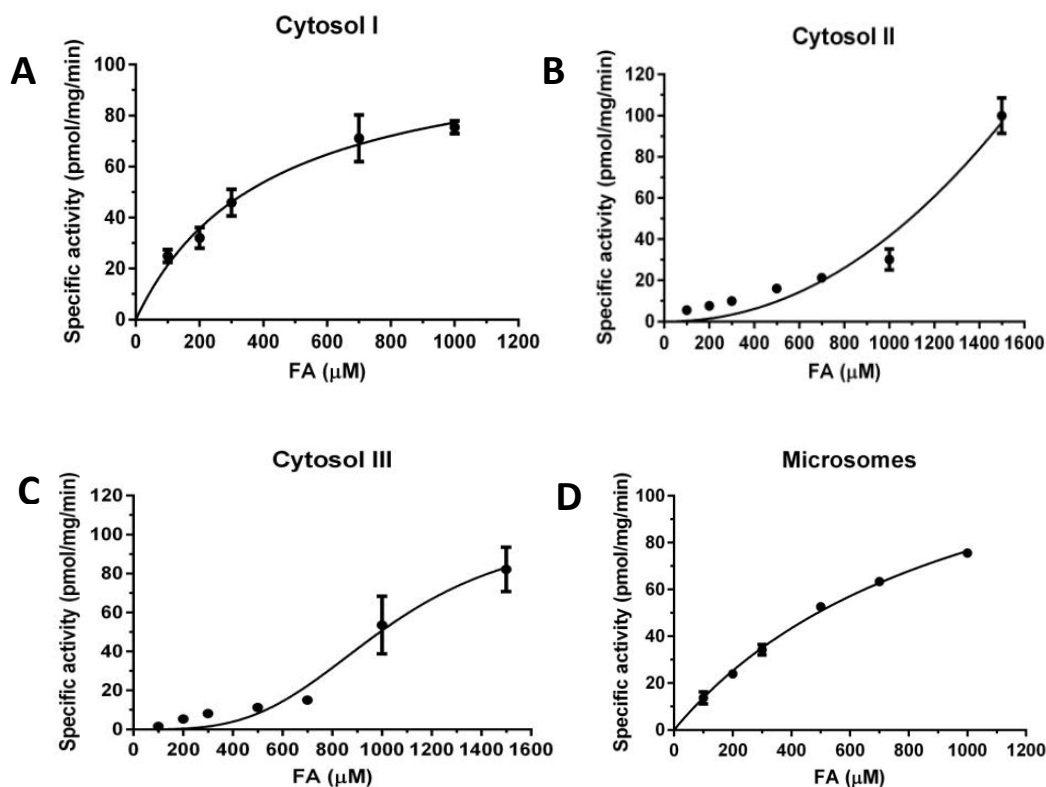 Cytosol I
A
Specific activity (pmol/mg/min)
100
80
60
40
20
0
0 200 400 600 800 1000 1200
FA (μM)
Cytosol II
B
Specific activity (pmol/mg/min)
120
100
80
60
40
20
0
0 200 400 600 800 1000 1200 1400 1600
FA (μM)
Cytosol III
C
Specific activity (pmol/mg/min)
120
100
80
60
40
20
0
0 200 400 600 800 1000 1200 1400 1600
FA (μM)
Microsomes
D
Specific activity (pmol/mg/min)
100
80
60
40
20
0
0 200 400 600 800 1000 1200
FA (μM)